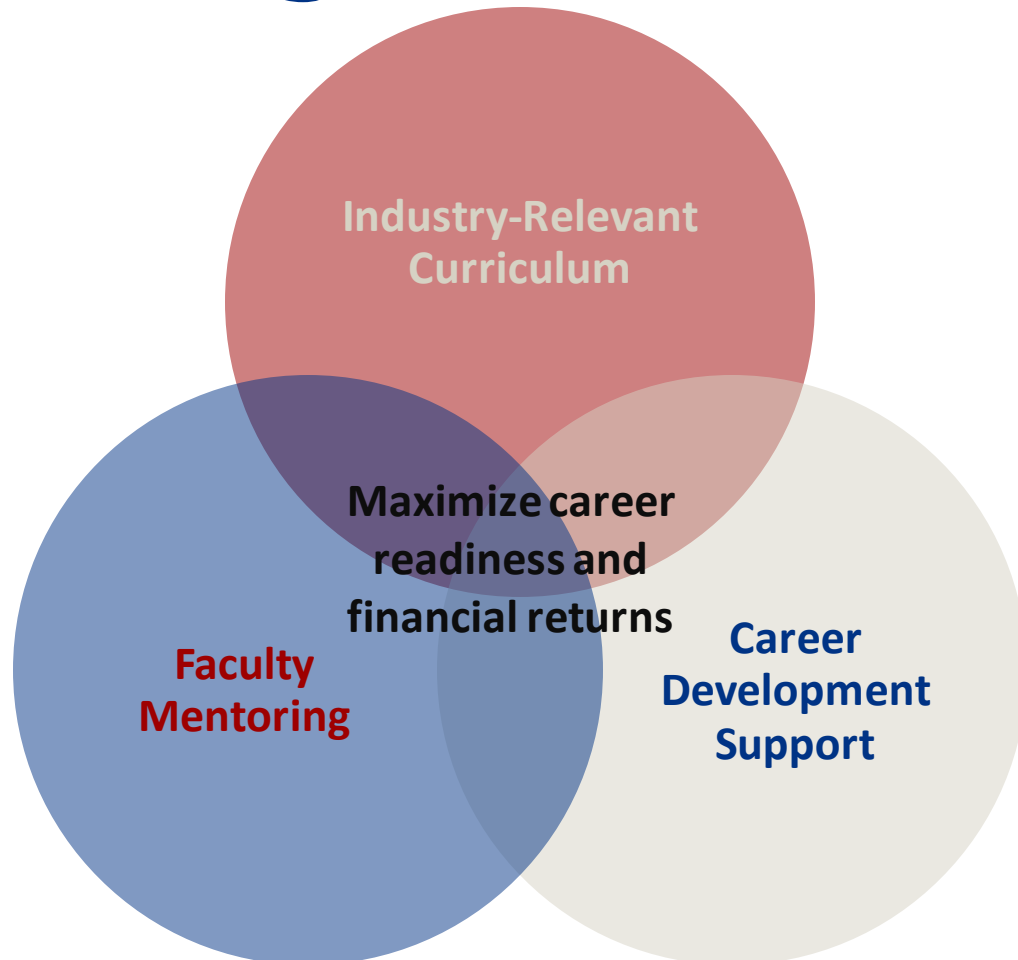 Industry-Relevant
Curriculum
Maximize career
readiness and
financial returns
Faculty
Mentoring
Career
Development
Support